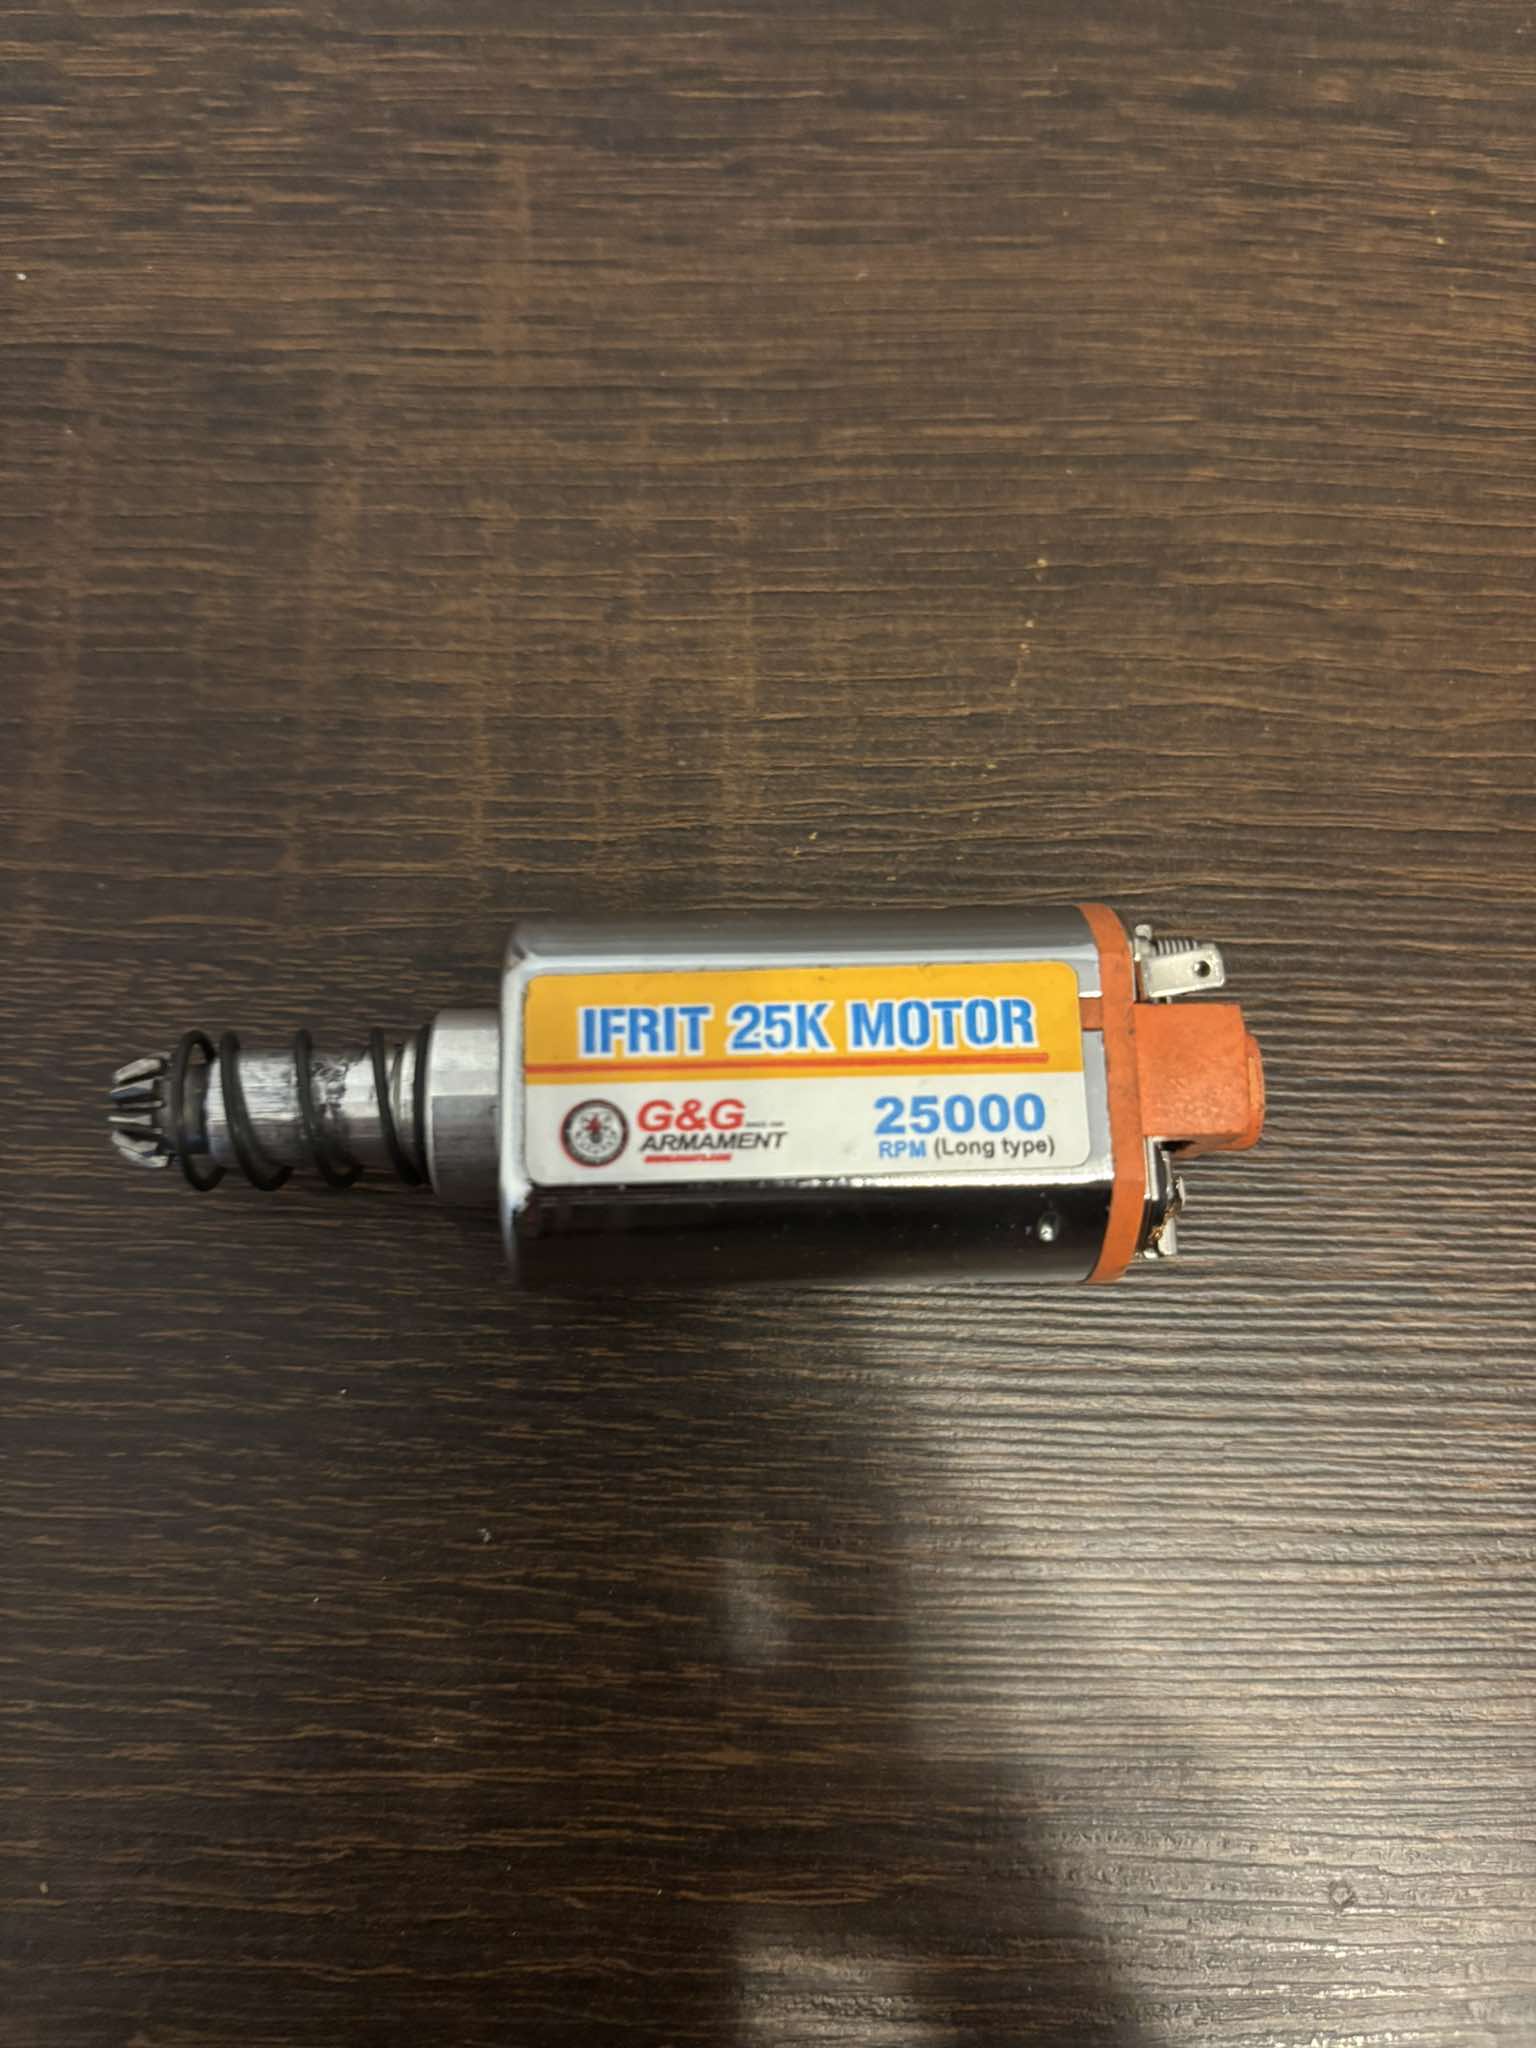 IFRIT 25K MOTOR
G&G
ARMAMENT
25000
RPM (Long type)